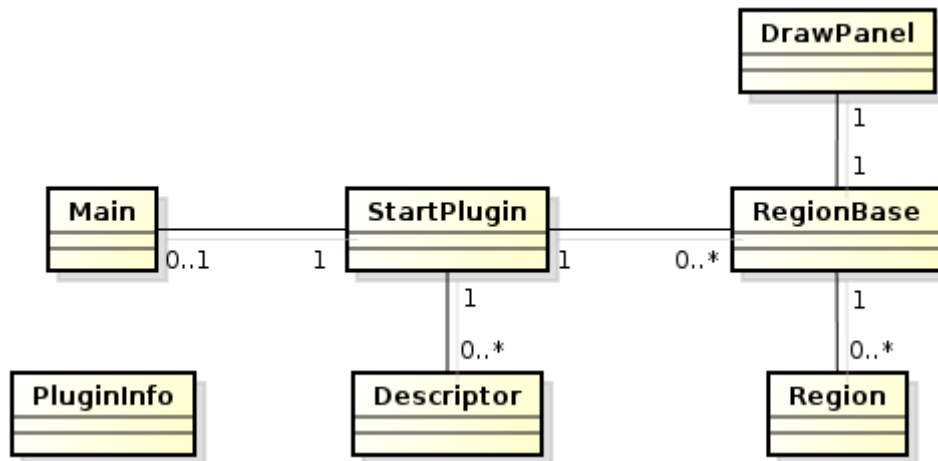 DrawPanel
1
1
Main
StartPlugin
RegionBase
0..1
1
1
0..*
1
1
0..*
0..*
PluginInfo
Descriptor
Region